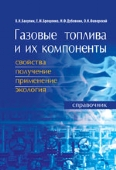 Газовые топлива
и их компоненты
свойства
получение
применение
экология
справочник